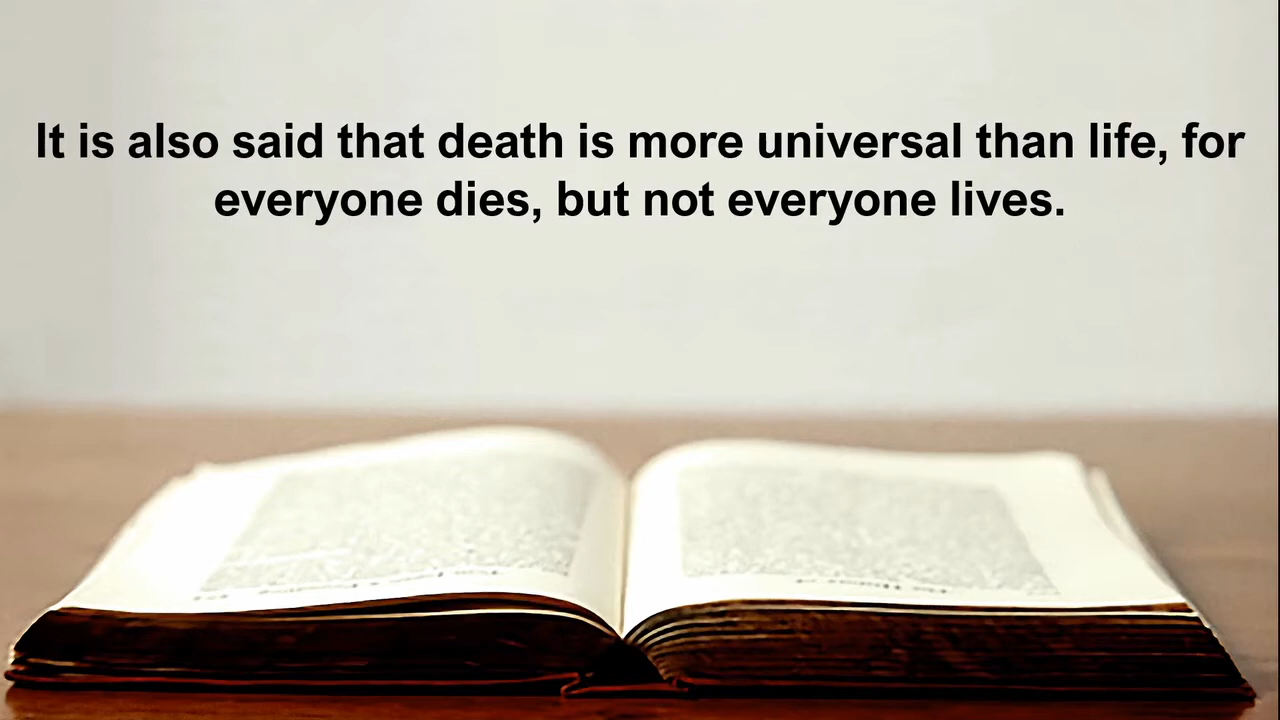 It is also said that death is more universal than life, for
everyone dies, but not everyone lives.